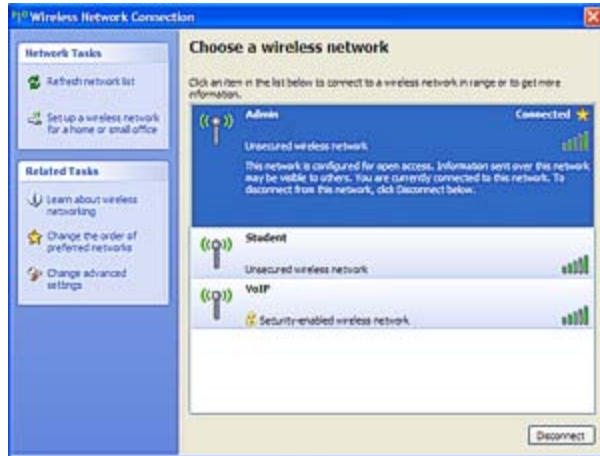 Wireless Network Connection
Network Tasks
Refresh network list
Set up a wireless network
for a home or small office
Related Tasks
Learn about wireless
networking
Change the order of
preferred networks
Change advanced
settings
Choose a wireless network
Click an item in the list below to connect to a wireless network in range or to get more
information.
Admin
Connected
Unsecured wireless network
This network is configured for open access. Information sent over this network
may be visible to others. You are currently connected to this network. To
disconnect from this network, click Disconnect below.
Student
Unsecured wireless network
VoIP
Security-enabled wireless network
Disconnect